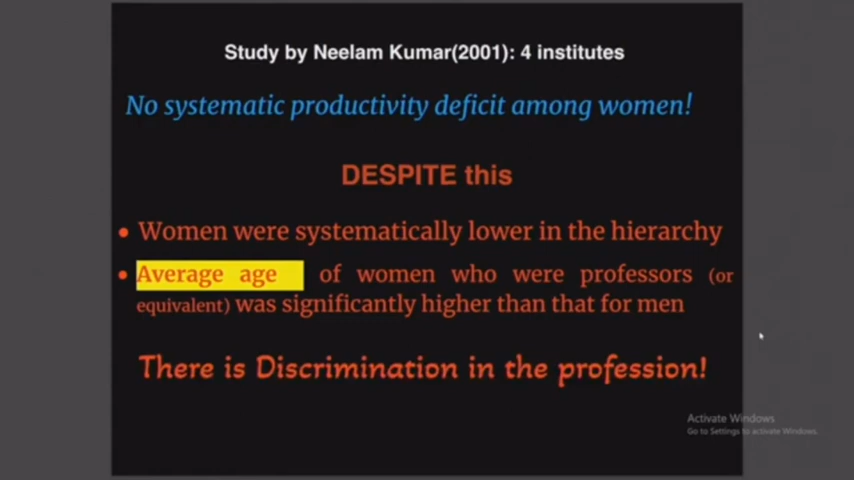 Study by Neelam Kumar(2001): 4 institutes
No systematic productivity deficit among women!
DESPITE this
• Women were systematically lower in the hierarchy
• Average age of women who were professors (or
equivalent) was significantly higher than that for men
There is Discrimination in the profession!
Activate Windows
Go to Settings to activate Windows.